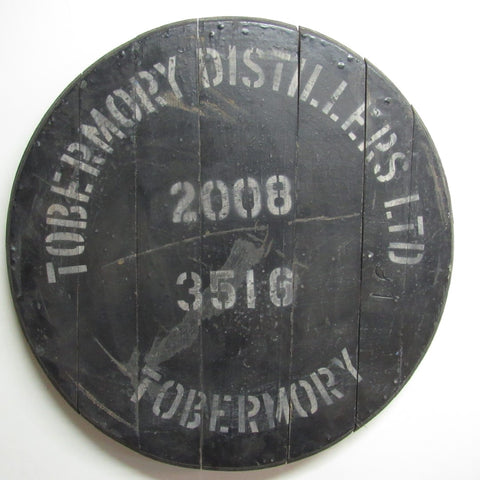 TOBERMORY DISTILLERS LTD
2008
3516
TOBERMORY